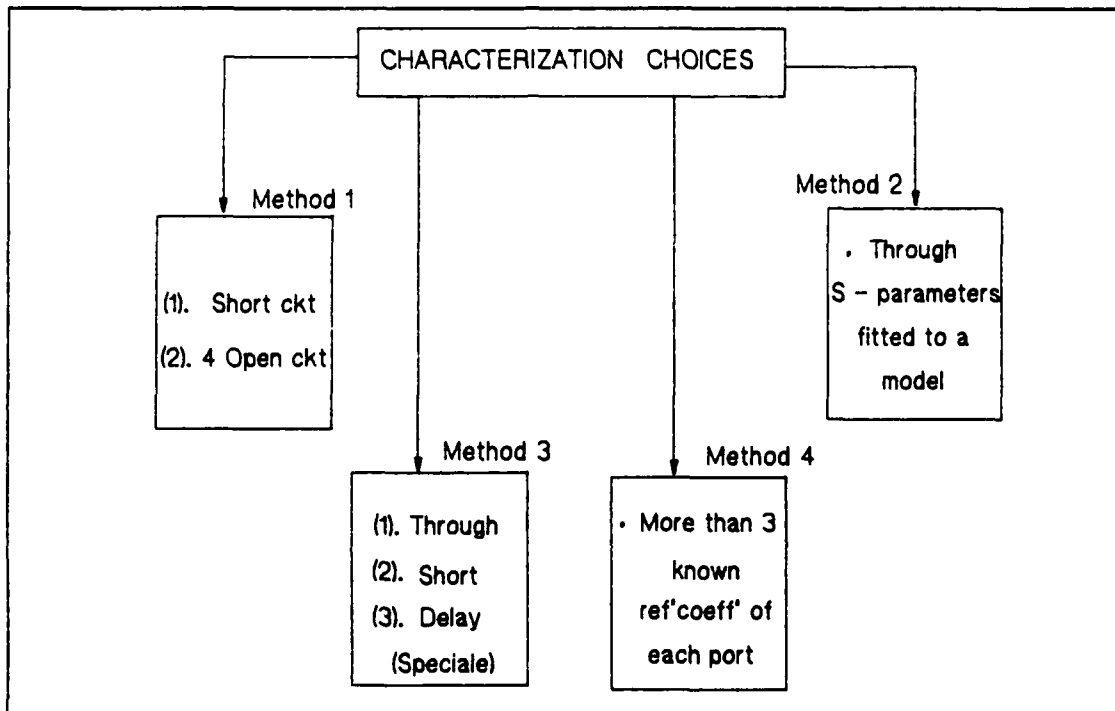 CHARACTERIZATION CHOICES
Method 1
(1). Short ckt
(2). 4 Open ckt
Method 2
. Through
S - parameters
fitted to a
model
Method 3
(1). Through
(2). Short
(3). Delay
(Speciale)
Method 4
. More than 3
known
ref'coeff' of
each port